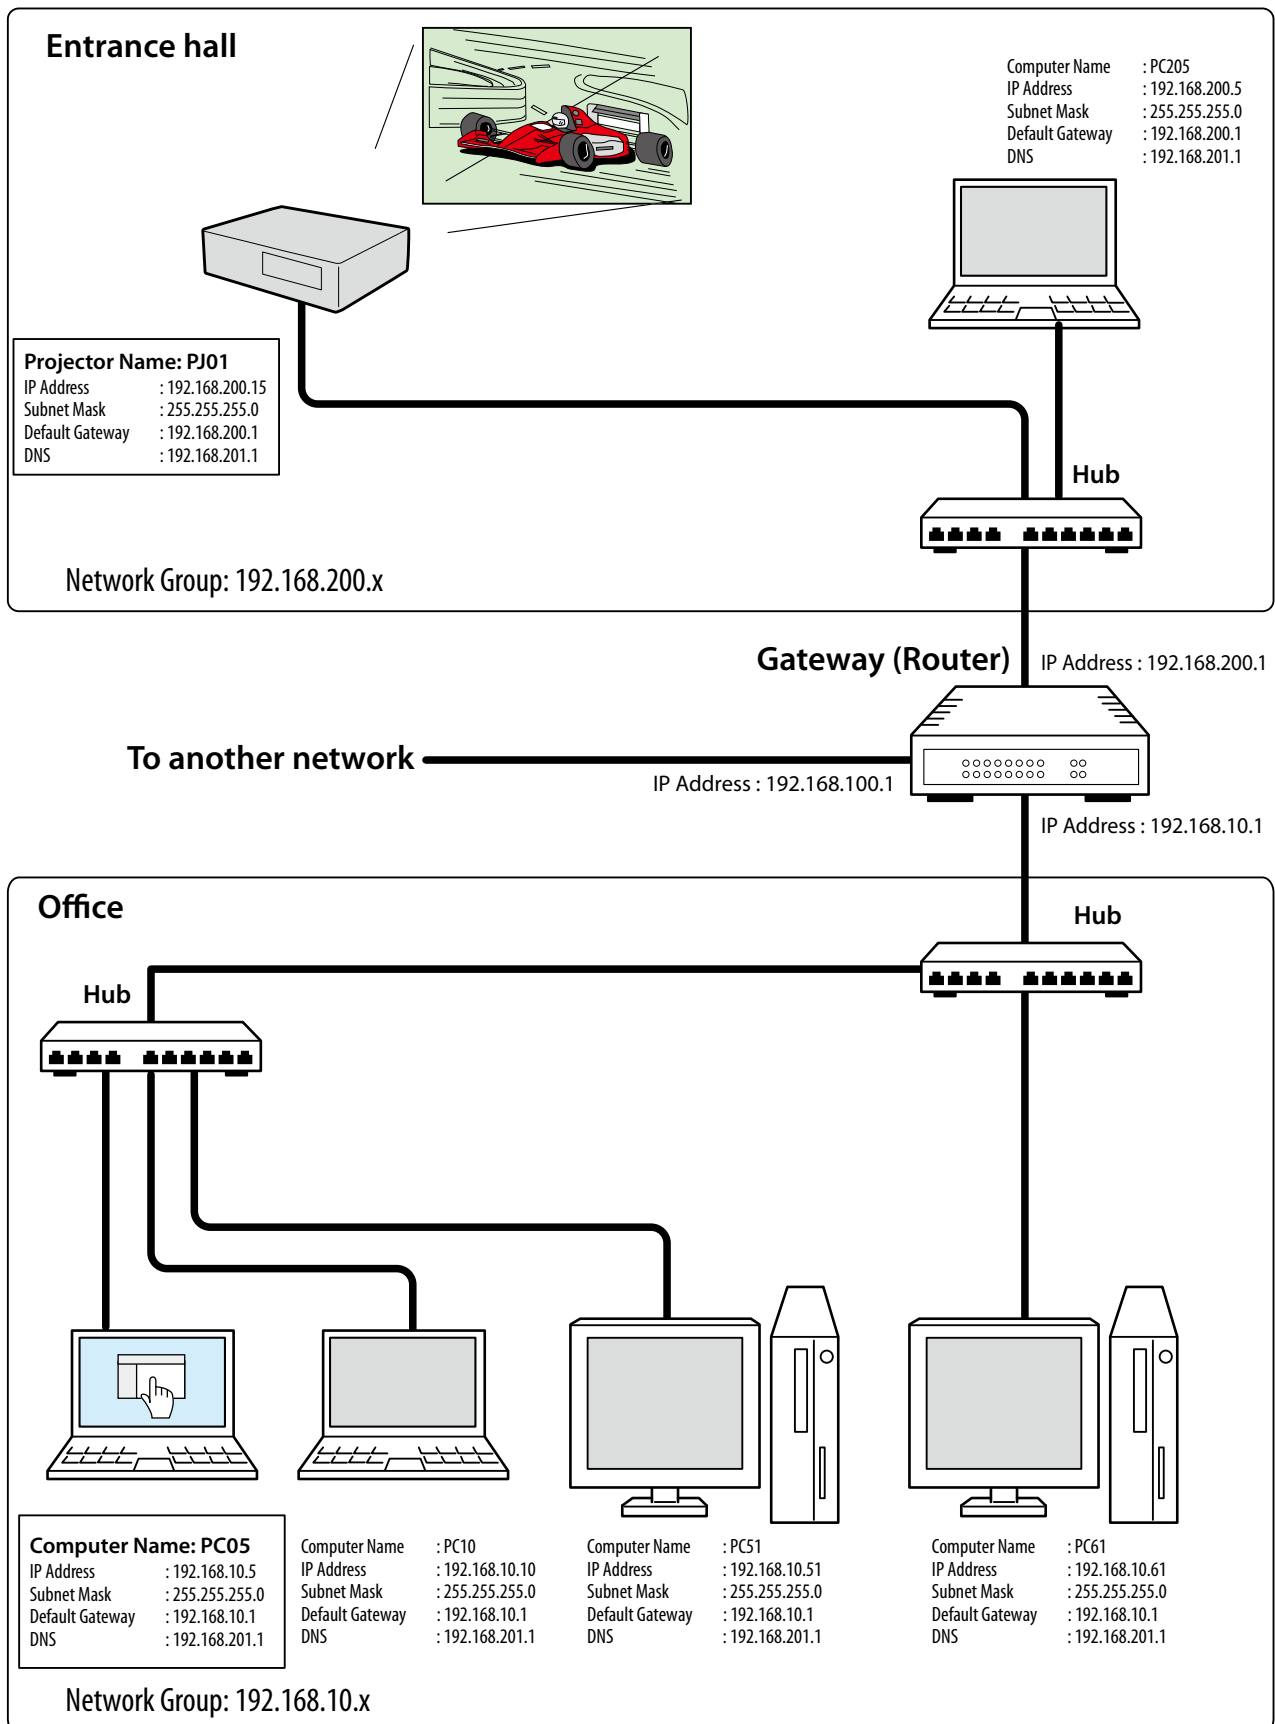 Entrance hall
Computer Name : PC205
IP Address : 192.168.200.5
Subnet Mask : 255.255.255.0
Default Gateway : 192.168.200.1
DNS : 192.168.201.1
Projector Name: PJ01
IP Address : 192.168.200.15
Subnet Mask : 255.255.255.0
Default Gateway : 192.168.200.1
DNS : 192.168.201.1
Hub
Network Group: 192.168.200.x
Gateway (Router)
IP Address : 192.168.200.1
To another network
IP Address : 192.168.100.1
IP Address : 192.168.10.1
Office
Hub
Hub
Computer Name: PC05
IP Address : 192.168.10.5
Subnet Mask : 255.255.255.0
Default Gateway : 192.168.10.1
DNS : 192.168.201.1
Computer Name : PC10
IP Address : 192.168.10.10
Subnet Mask : 255.255.255.0
Default Gateway : 192.168.10.1
DNS : 192.168.201.1
Computer Name : PC51
IP Address : 192.168.10.51
Subnet Mask : 255.255.255.0
Default Gateway : 192.168.10.1
DNS : 192.168.201.1
Computer Name : PC61
IP Address : 192.168.10.61
Subnet Mask : 255.255.255.0
Default Gateway : 192.168.10.1
DNS : 192.168.201.1
Network Group: 192.168.10.x